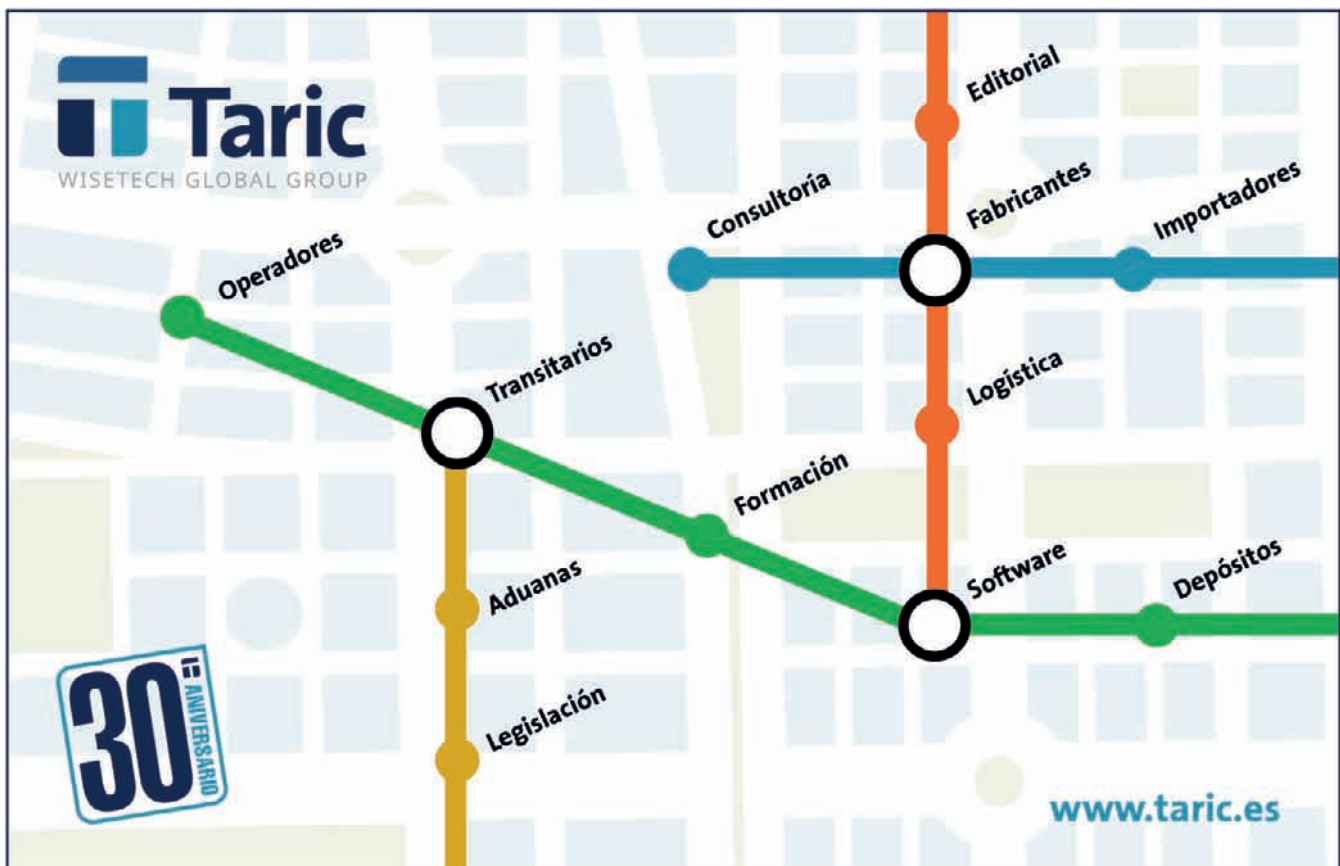 Taric
WISETECH GLOBAL GROUP
Editorial
Consultoría
Fabricantes
Importadores
Operadores
Transitarios
Logística
Formación
Software
Depósitos
Aduanas
Legislación
30
ANIVERSARIO
www.taric.es